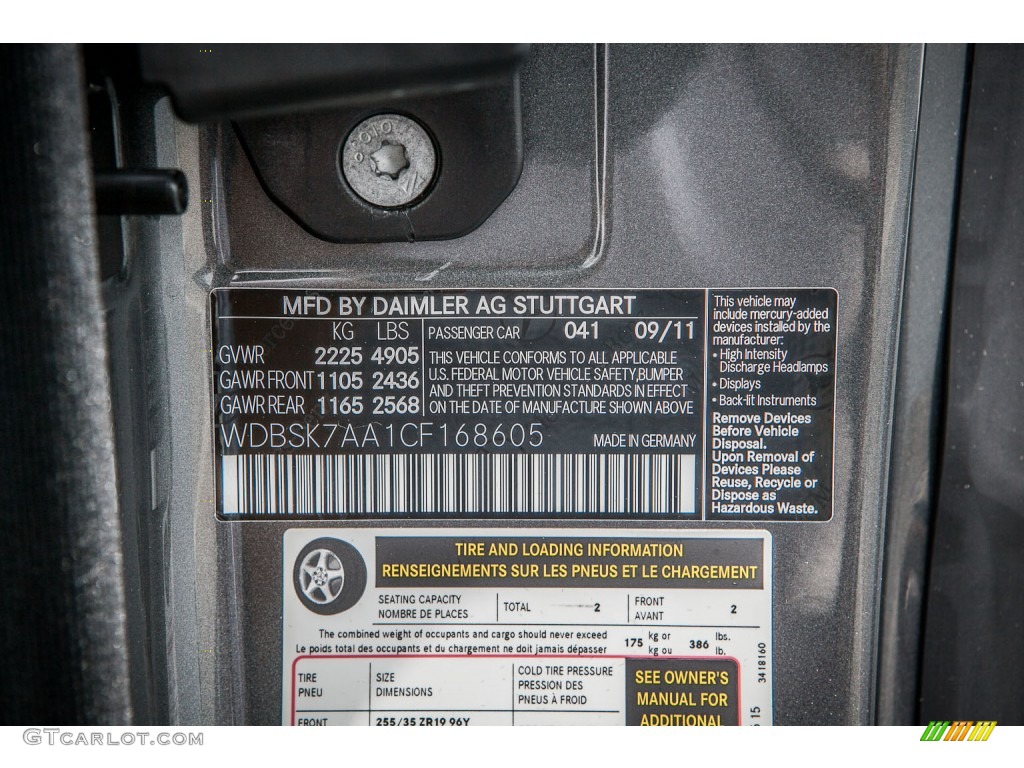 010
MFD BY DAIMLER AG STUTTGART
KG LBS
GVWR 2225 4905
GAWR FRONT 1105 2436
GAWR REAR 1165 2568
PASSENGER CAR 041 09/11
THIS VEHICLE CONFORMS TO ALL APPLICABLE
U.S. FEDERAL MOTOR VEHICLE SAFETY,BUMPER
AND THEFT PREVENTION STANDARDS IN EFFECT
ON THE DATE OF MANUFACTURE SHOWN ABOVE
WDBSK7AA1CF168605 MADE IN GERMANY
This vehicle may
include mercury-added
devices installed by the
manufacturer:
• High Intensity
Discharge Headlamps
• Displays
• Back-lit Instruments
Remove Devices
Before Vehicle
Disposal.
Upon Removal of
Devices Please
Reuse, Recycle or
Dispose as
Hazardous Waste.
TIRE AND LOADING INFORMATION
RENSEIGNEMENTS SUR LES PNEUS ET LE CHARGEMENT
SEATING CAPACITY
NOMBRE DE PLACES
TOTAL 2
FRONT
AVANT
2
The combined weight of occupants and cargo should never exceed
Le poids total des occupants et du chargement ne doit jamais dépasser
175 kg or
kg ou
386 lbs.
lb.
TIRE
PNEU
SIZE
DIMENSIONS
COLD TIRE PRESSURE
PRESSION DES
PNEUS À FROID
SEE OWNER'S
MANUAL FOR
ADDITIONAL
FRONT 255/35 ZR19 96Y
3418160
15
GTCARLOT.COM